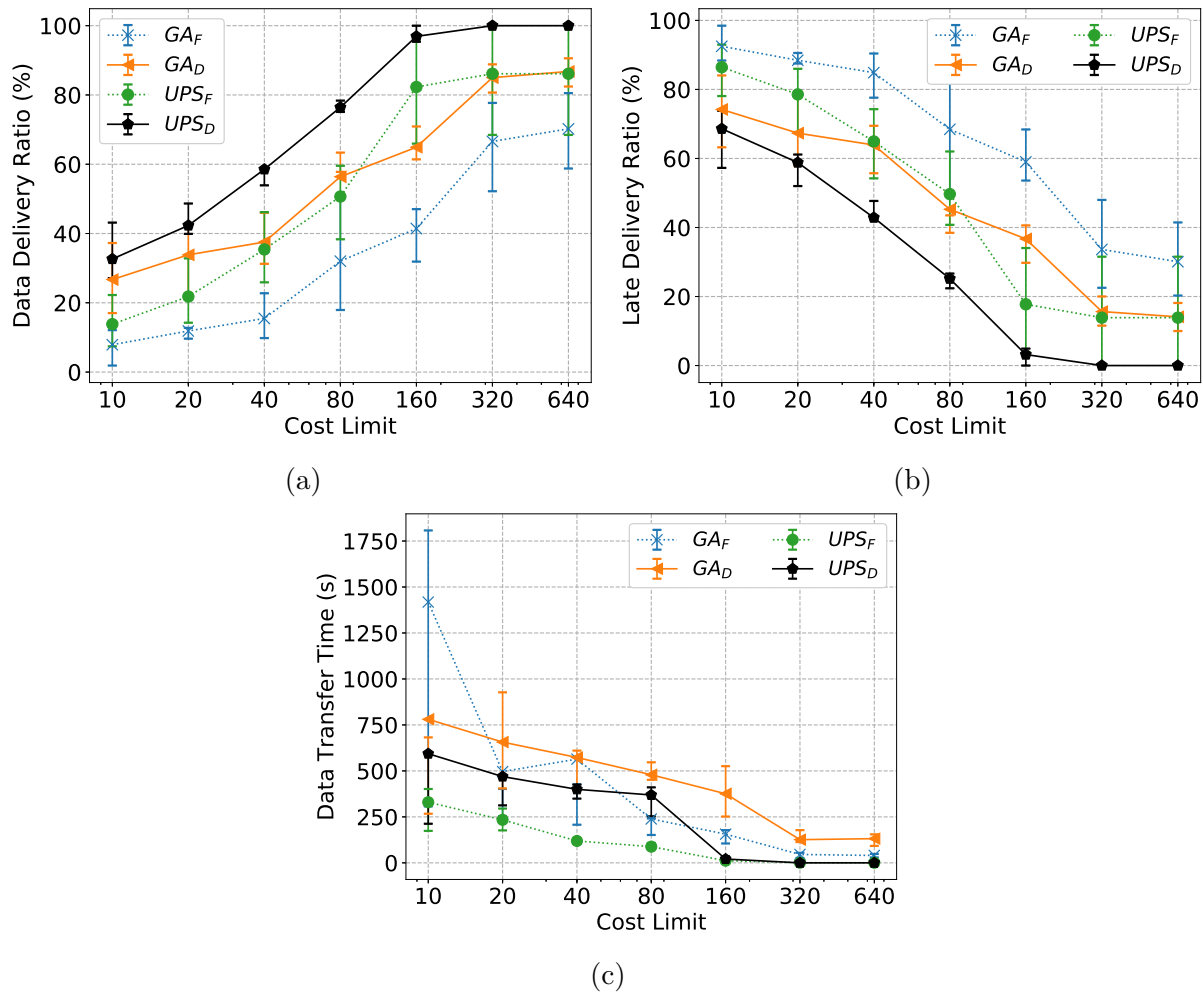 100
80
60
40
20
0
Data Delivery Ratio (%)
GA_F
GA_D
UPS_F
UPS_D
10 20 40 80 160 320 640
Cost Limit
(a)
100
80
60
40
20
0
Late Delivery Ratio (%)
GA_F UPS_F
GA_D UPS_D
10 20 40 80 160 320 640
Cost Limit
(b)
1750
1500
1250
1000
750
500
250
0
Data Transfer Time (s)
GA_F UPS_F
GA_D UPS_D
10 20 40 80 160 320 640
Cost Limit
(c)